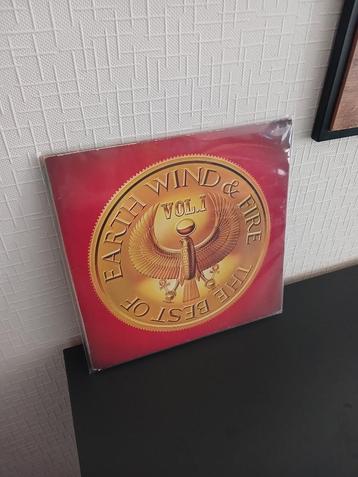 THE BEST OF EARTH WIND & FIRE
VOL.I